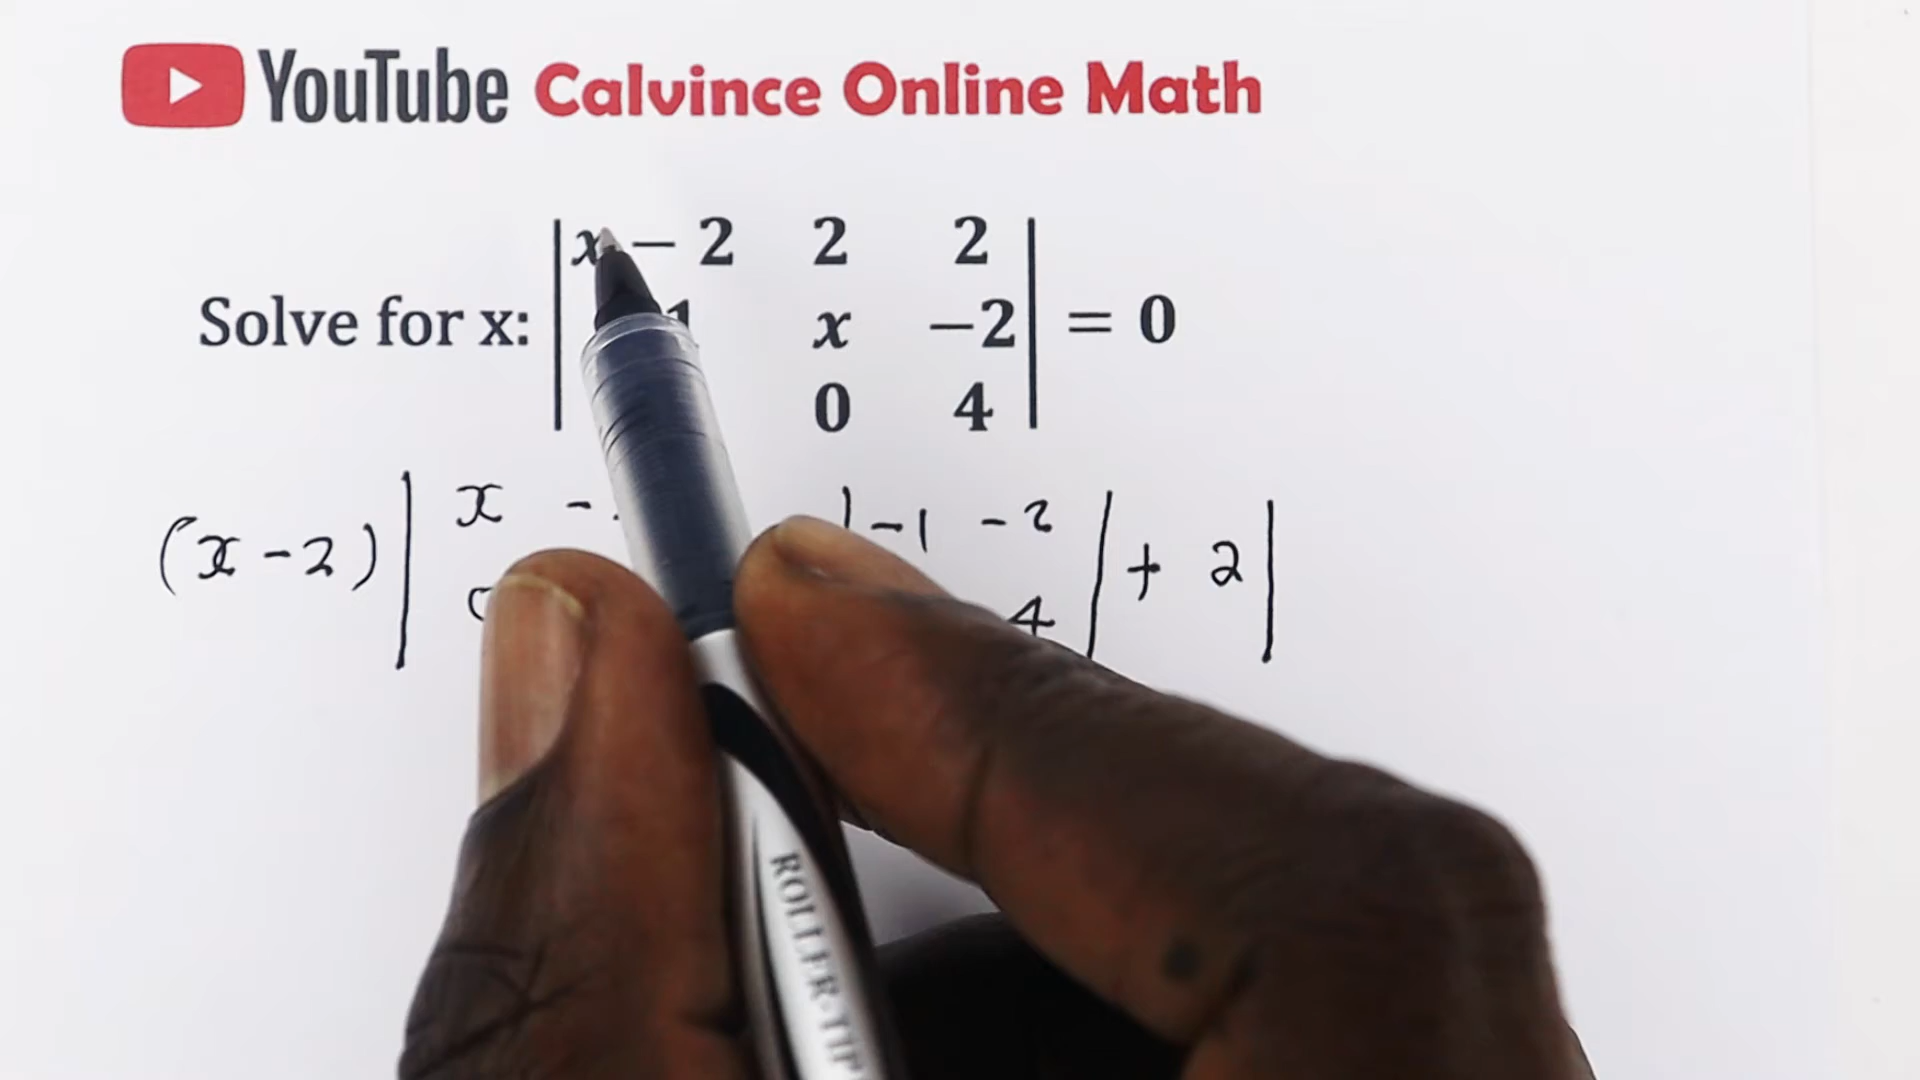 YouTube Calvince Online Math
x - 2 2 2
Solve for x: 1 x -2 = 0
0 4
(x - 2) | x - | -1 -2 | + 2 |
4
ROLLER-TIP